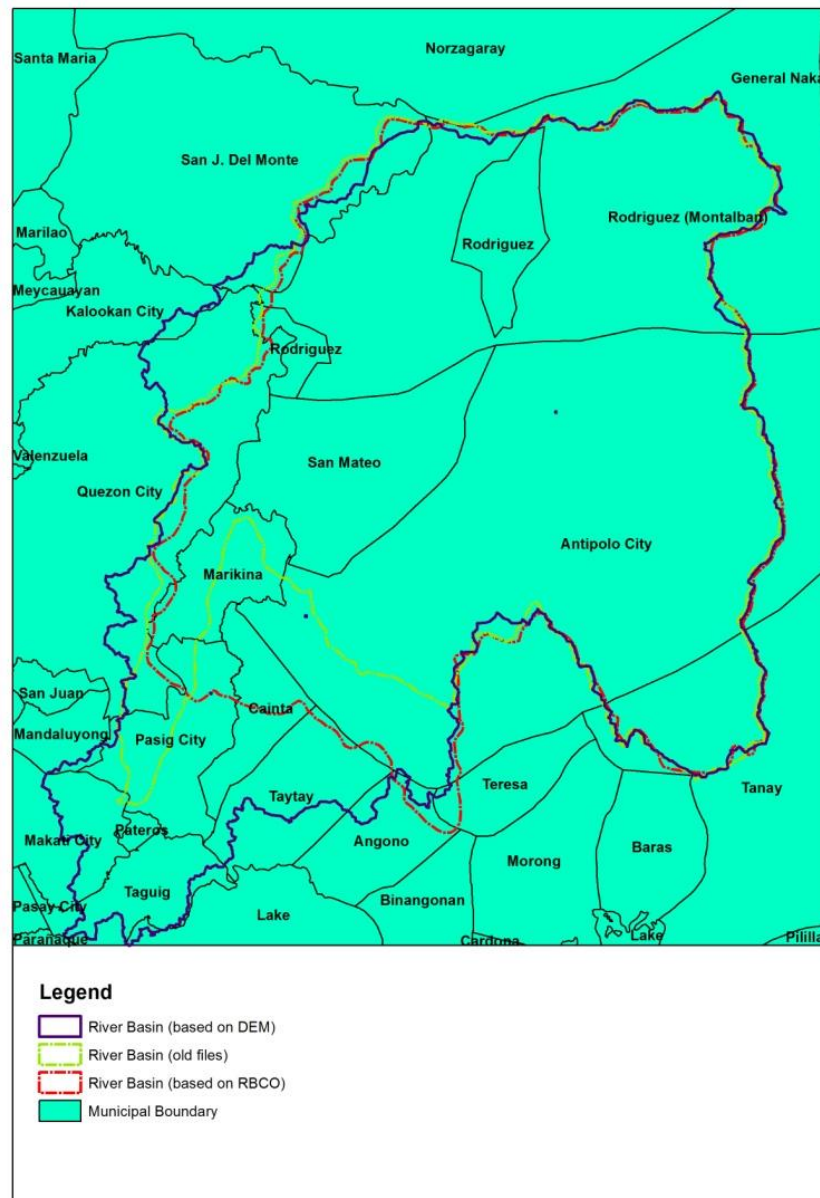 Norzagaray
Santa Maria
General Naka
San J. Del Monte
Rodriguez (Montalban)
Marilao
Rodriguez
Meycauayan
Kalookan City
Rodriguez
Valenzuela
San Mateo
Quezon City
Antipolo City
Marikina
San Juan
Cainta
Mandaluyong
Pasig City
Teresa
Taytay
Tanay
Pateros
Makati City
Angono
Baras
Morong
Taguig
Binangonan
Pasay City
Lake
Parañaque
Cardona
Lake
Pililla
Legend
River Basin (based on DEM)
River Basin (old files)
River Basin (based on RBCO)
Municipal Boundary